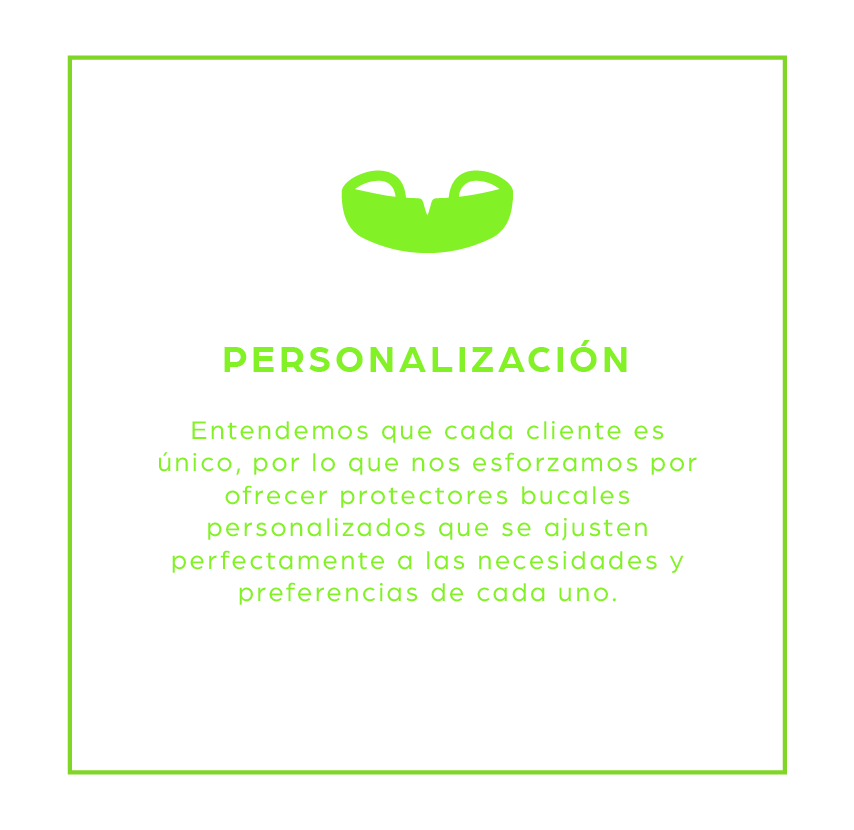 PERSONALIZACIÓN
Entendemos que cada cliente es
único, por lo que nos esforzamos por
ofrecer protectores bucales
personalizados que se ajusten
perfectamente a las necesidades y
preferencias de cada uno.